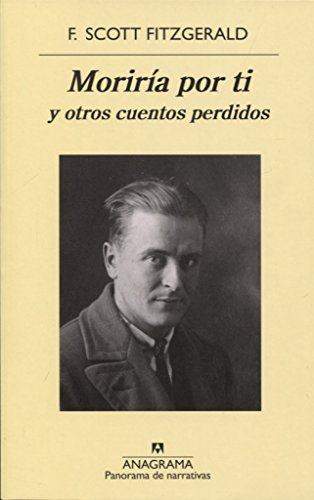 F. SCOTT FITZGERALD
Moriría por ti
y otros cuentos perdidos
A
ANAGRAMA
Panorama de narrativas